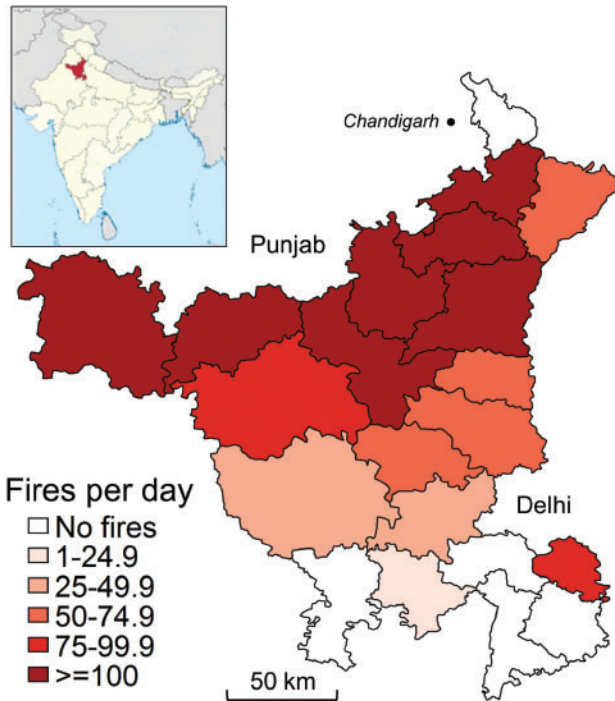 Chandigarh
Punjab
Delhi
Fires per day
No fires
1-24.9
25-49.9
50-74.9
75-99.9
>=100
50 km